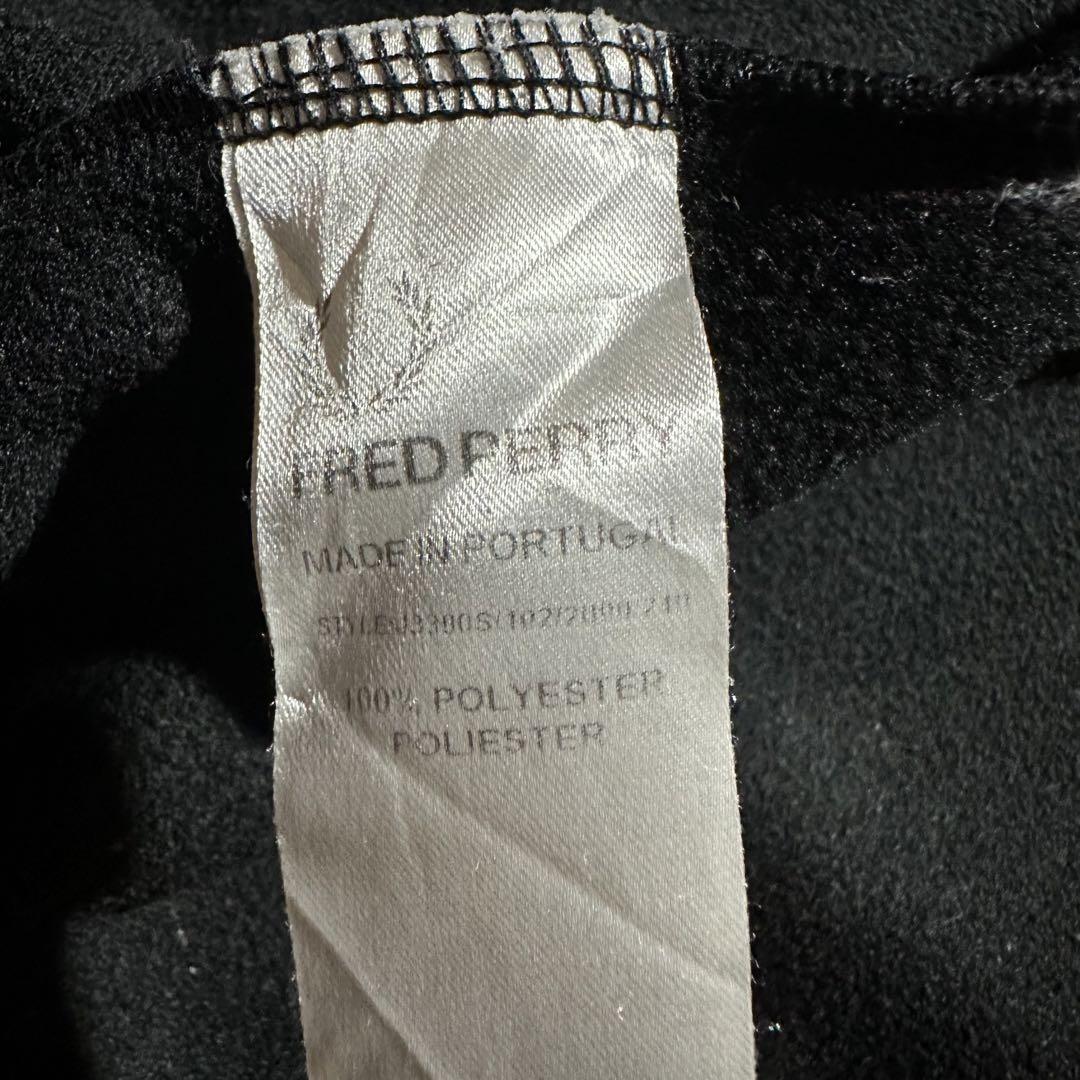 FRED PERRY
MADE IN PORTUGAL
100% POLYESTER
POLIESTER